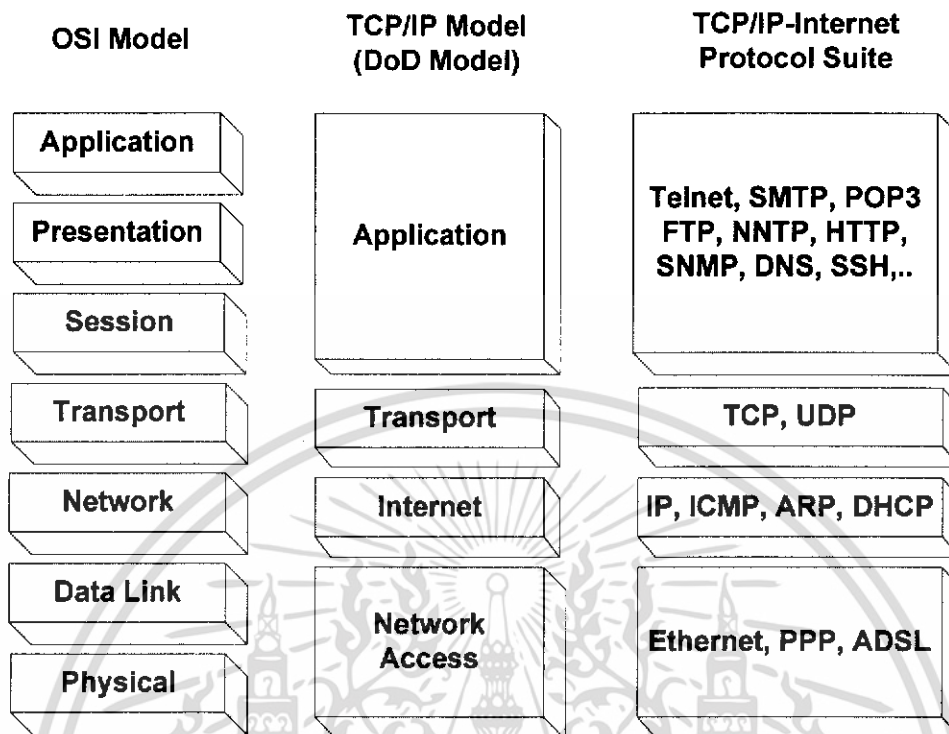 OSI Model
TCP/IP Model
(DoD Model)
TCP/IP-Internet
Protocol Suite
Application
Presentation
Session
Transport
Network
Data Link
Physical
Application
Transport
Internet
Network
Access
Telnet, SMTP, POP3
FTP, NNTP, HTTP,
SNMP, DNS, SSH,..
TCP, UDP
IP, ICMP, ARP, DHCP
Ethernet, PPP, ADSL